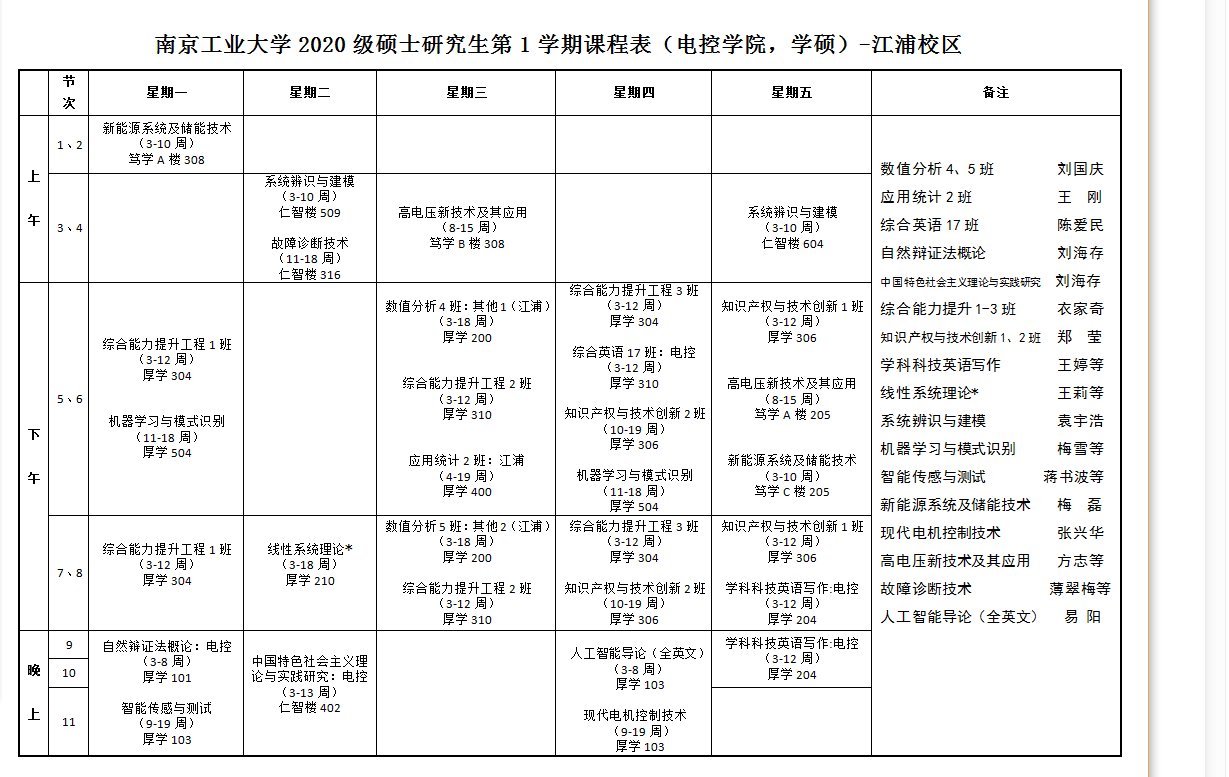 南京工业大学 2020 级硕士研究生第 1 学期课程表（电控学院，学硕）-江浦校区
节次
星期一
星期二
星期三
星期四
星期五
备注
上午
1、2
新能源系统及储能技术
（3-10 周）
笃学 A 楼 308
3、4
系统辨识与建模
（3-10 周）
仁智楼 509
故障诊断技术
（11-18 周）
仁智楼 316
高电压新技术及其应用
（8-15 周）
笃学 B 楼 308
系统辨识与建模
（3-10 周）
仁智楼 604
下午
5、6
综合能力提升工程 1 班
（3-12 周）
厚学 304
机器学习与模式识别
（11-18 周）
厚学 504
数值分析 4 班：其他 1（江浦）
（3-18 周）
厚学 200
综合能力提升工程 2 班
（3-12 周）
厚学 310
应用统计 2 班：江浦
（4-19 周）
厚学 400
综合能力提升工程 3 班
（3-12 周）
厚学 304
综合英语 17 班：电控
（3-12 周）
厚学 310
知识产权与技术创新 2 班
（10-19 周）
厚学 306
机器学习与模式识别
（11-18 周）
厚学 504
知识产权与技术创新 1 班
（3-12 周）
厚学 306
高电压新技术及其应用
（8-15 周）
笃学 A 楼 205
新能源系统及储能技术
（3-10 周）
笃学 C 楼 205
7、8
综合能力提升工程 1 班
（3-12 周）
厚学 304
线性系统理论*
（3-18 周）
厚学 210
数值分析 5 班：其他 2（江浦）
（3-18 周）
厚学 200
综合能力提升工程 2 班
（3-12 周）
厚学 310
综合能力提升工程 3 班
（3-12 周）
厚学 304
知识产权与技术创新 2 班
（10-19 周）
厚学 306
知识产权与技术创新 1 班
（3-12 周）
厚学 306
学科科技英语写作:电控
（3-12 周）
厚学 204
晚上
9
10
11
自然辩证法概论：电控
（3-8 周）
厚学 101
智能传感与测试
（9-19 周）
厚学 103
中国特色社会主义理
论与实践研究：电控
（3-13 周）
仁智楼 402
人工智能导论（全英文）
（3-8 周）
厚学 103
现代电机控制技术
（9-19 周）
厚学 103
学科科技英语写作:电控
（3-12 周）
厚学 204
数值分析 4、5 班 刘国庆
应用统计 2 班 王 刚
综合英语 17 班 陈爱民
自然辩证法概论 刘海存
中国特色社会主义理论与实践研究 刘海存
综合能力提升 1-3 班 衣家奇
知识产权与技术创新 1、2 班 郑 莹
学科科技英语写作 王婷等
线性系统理论* 王莉等
系统辨识与建模 袁宇浩
机器学习与模式识别 梅雪等
智能传感与测试 蒋书波等
新能源系统及储能技术 梅 磊
现代电机控制技术 张兴华
高电压新技术及其应用 方志等
故障诊断技术 薄翠梅等
人工智能导论（全英文） 易 阳